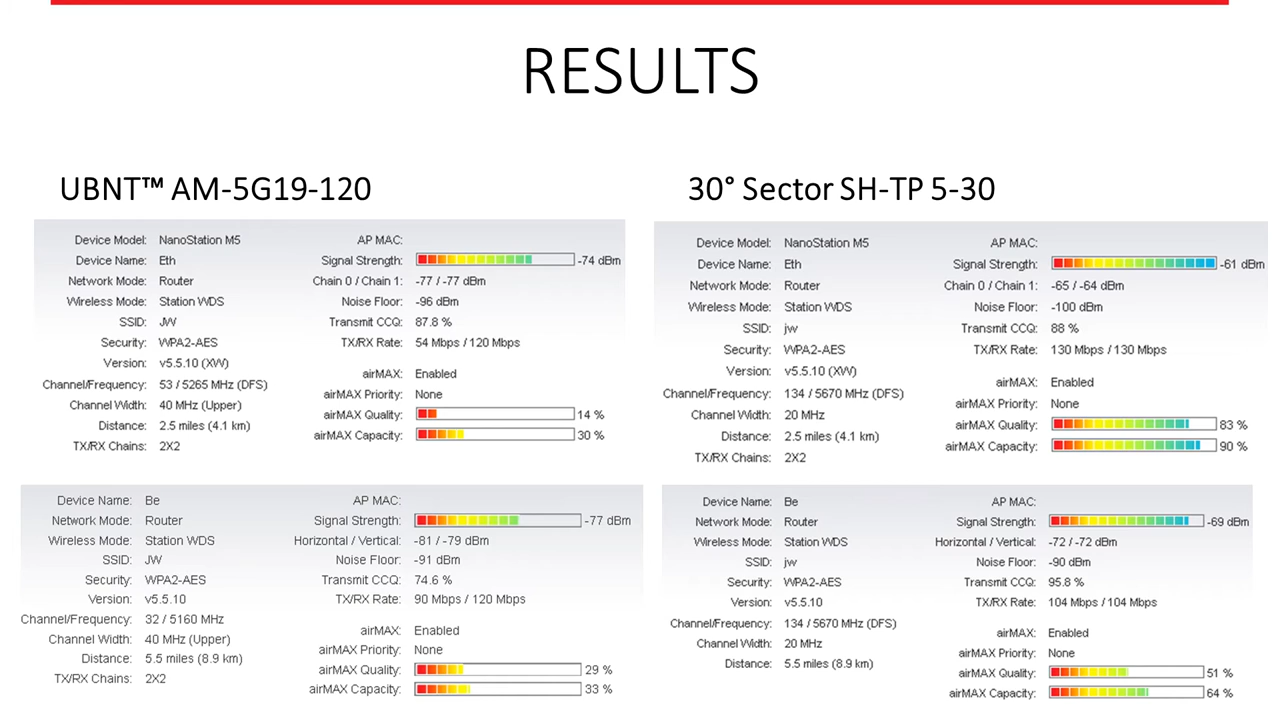 RESULTS
UBNT™ AM-5G19-120
Device Model: NanoStation M5
Device Name: Eth
Network Mode: Router
Wireless Mode: Station WDS
SSID: JW
Security: WPA2-AES
Version: v5.5.10 (XW)
Channel/Frequency: 53 / 5265 MHz (DFS)
Channel Width: 40 MHz (Upper)
Distance: 2.5 miles (4.1 km)
TX/RX Chains: 2X2
AP MAC:
Signal Strength: -74 dBm
Chain 0 / Chain 1: -77 / -77 dBm
Noise Floor: -96 dBm
Transmit CCQ: 87.8 %
TX/RX Rate: 54 Mbps / 120 Mbps
airMAX: Enabled
airMAX Priority: None
airMAX Quality: 14 %
airMAX Capacity: 30 %
Device Name: Be
Network Mode: Router
Wireless Mode: Station WDS
SSID: JW
Security: WPA2-AES
Version: v5.5.10
Channel/Frequency: 32 / 5160 MHz
Channel Width: 40 MHz (Upper)
Distance: 5.5 miles (8.9 km)
TX/RX Chains: 2X2
AP MAC:
Signal Strength: -77 dBm
Horizontal / Vertical: -81 / -79 dBm
Noise Floor: -91 dBm
Transmit CCQ: 74.6 %
TX/RX Rate: 90 Mbps / 120 Mbps
airMAX: Enabled
airMAX Priority: None
airMAX Quality: 29 %
airMAX Capacity: 33 %
30° Sector SH-TP 5-30
Device Model: NanoStation M5
Device Name: Eth
Network Mode: Router
Wireless Mode: Station WDS
SSID: jw
Security: WPA2-AES
Version: v5.5.10 (XW)
Channel/Frequency: 134 / 5670 MHz (DFS)
Channel Width: 20 MHz
Distance: 2.5 miles (4.1 km)
TX/RX Chains: 2X2
AP MAC:
Signal Strength: -61 dBm
Chain 0 / Chain 1: -65 / -64 dBm
Noise Floor: -100 dBm
Transmit CCQ: 88 %
TX/RX Rate: 130 Mbps / 130 Mbps
airMAX: Enabled
airMAX Priority: None
airMAX Quality: 83 %
airMAX Capacity: 90 %
Device Name: Be
Network Mode: Router
Wireless Mode: Station WDS
SSID: jw
Security: WPA2-AES
Version: v5.5.10
Channel/Frequency: 134 / 5670 MHz (DFS)
Channel Width: 20 MHz
Distance: 5.5 miles (8.9 km)
AP MAC:
Signal Strength: -69 dBm
Horizontal / Vertical: -72 / -72 dBm
Noise Floor: -90 dBm
Transmit CCQ: 95.8 %
TX/RX Rate: 104 Mbps / 104 Mbps
airMAX: Enabled
airMAX Priority: None
airMAX Quality: 51 %
airMAX Capacity: 64 %